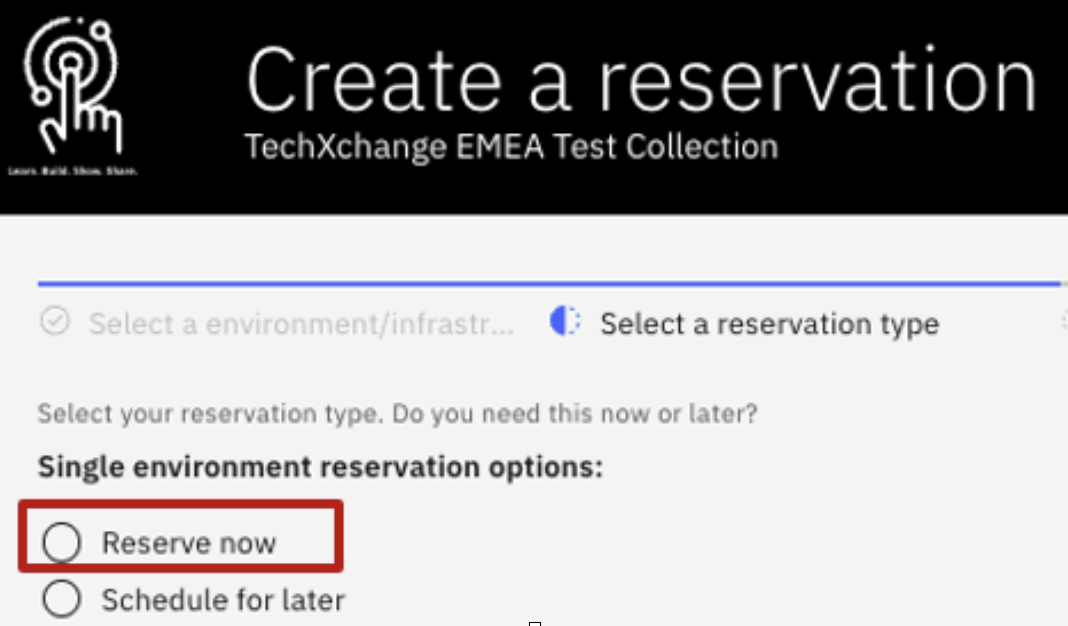 Create a reservation
TechXchange EMEA Test Collection
Learn. Build. Show. Share.
Select a environment/infrastr...
Select a reservation type
Select your reservation type. Do you need this now or later?
Single environment reservation options:
Reserve now
Schedule for later